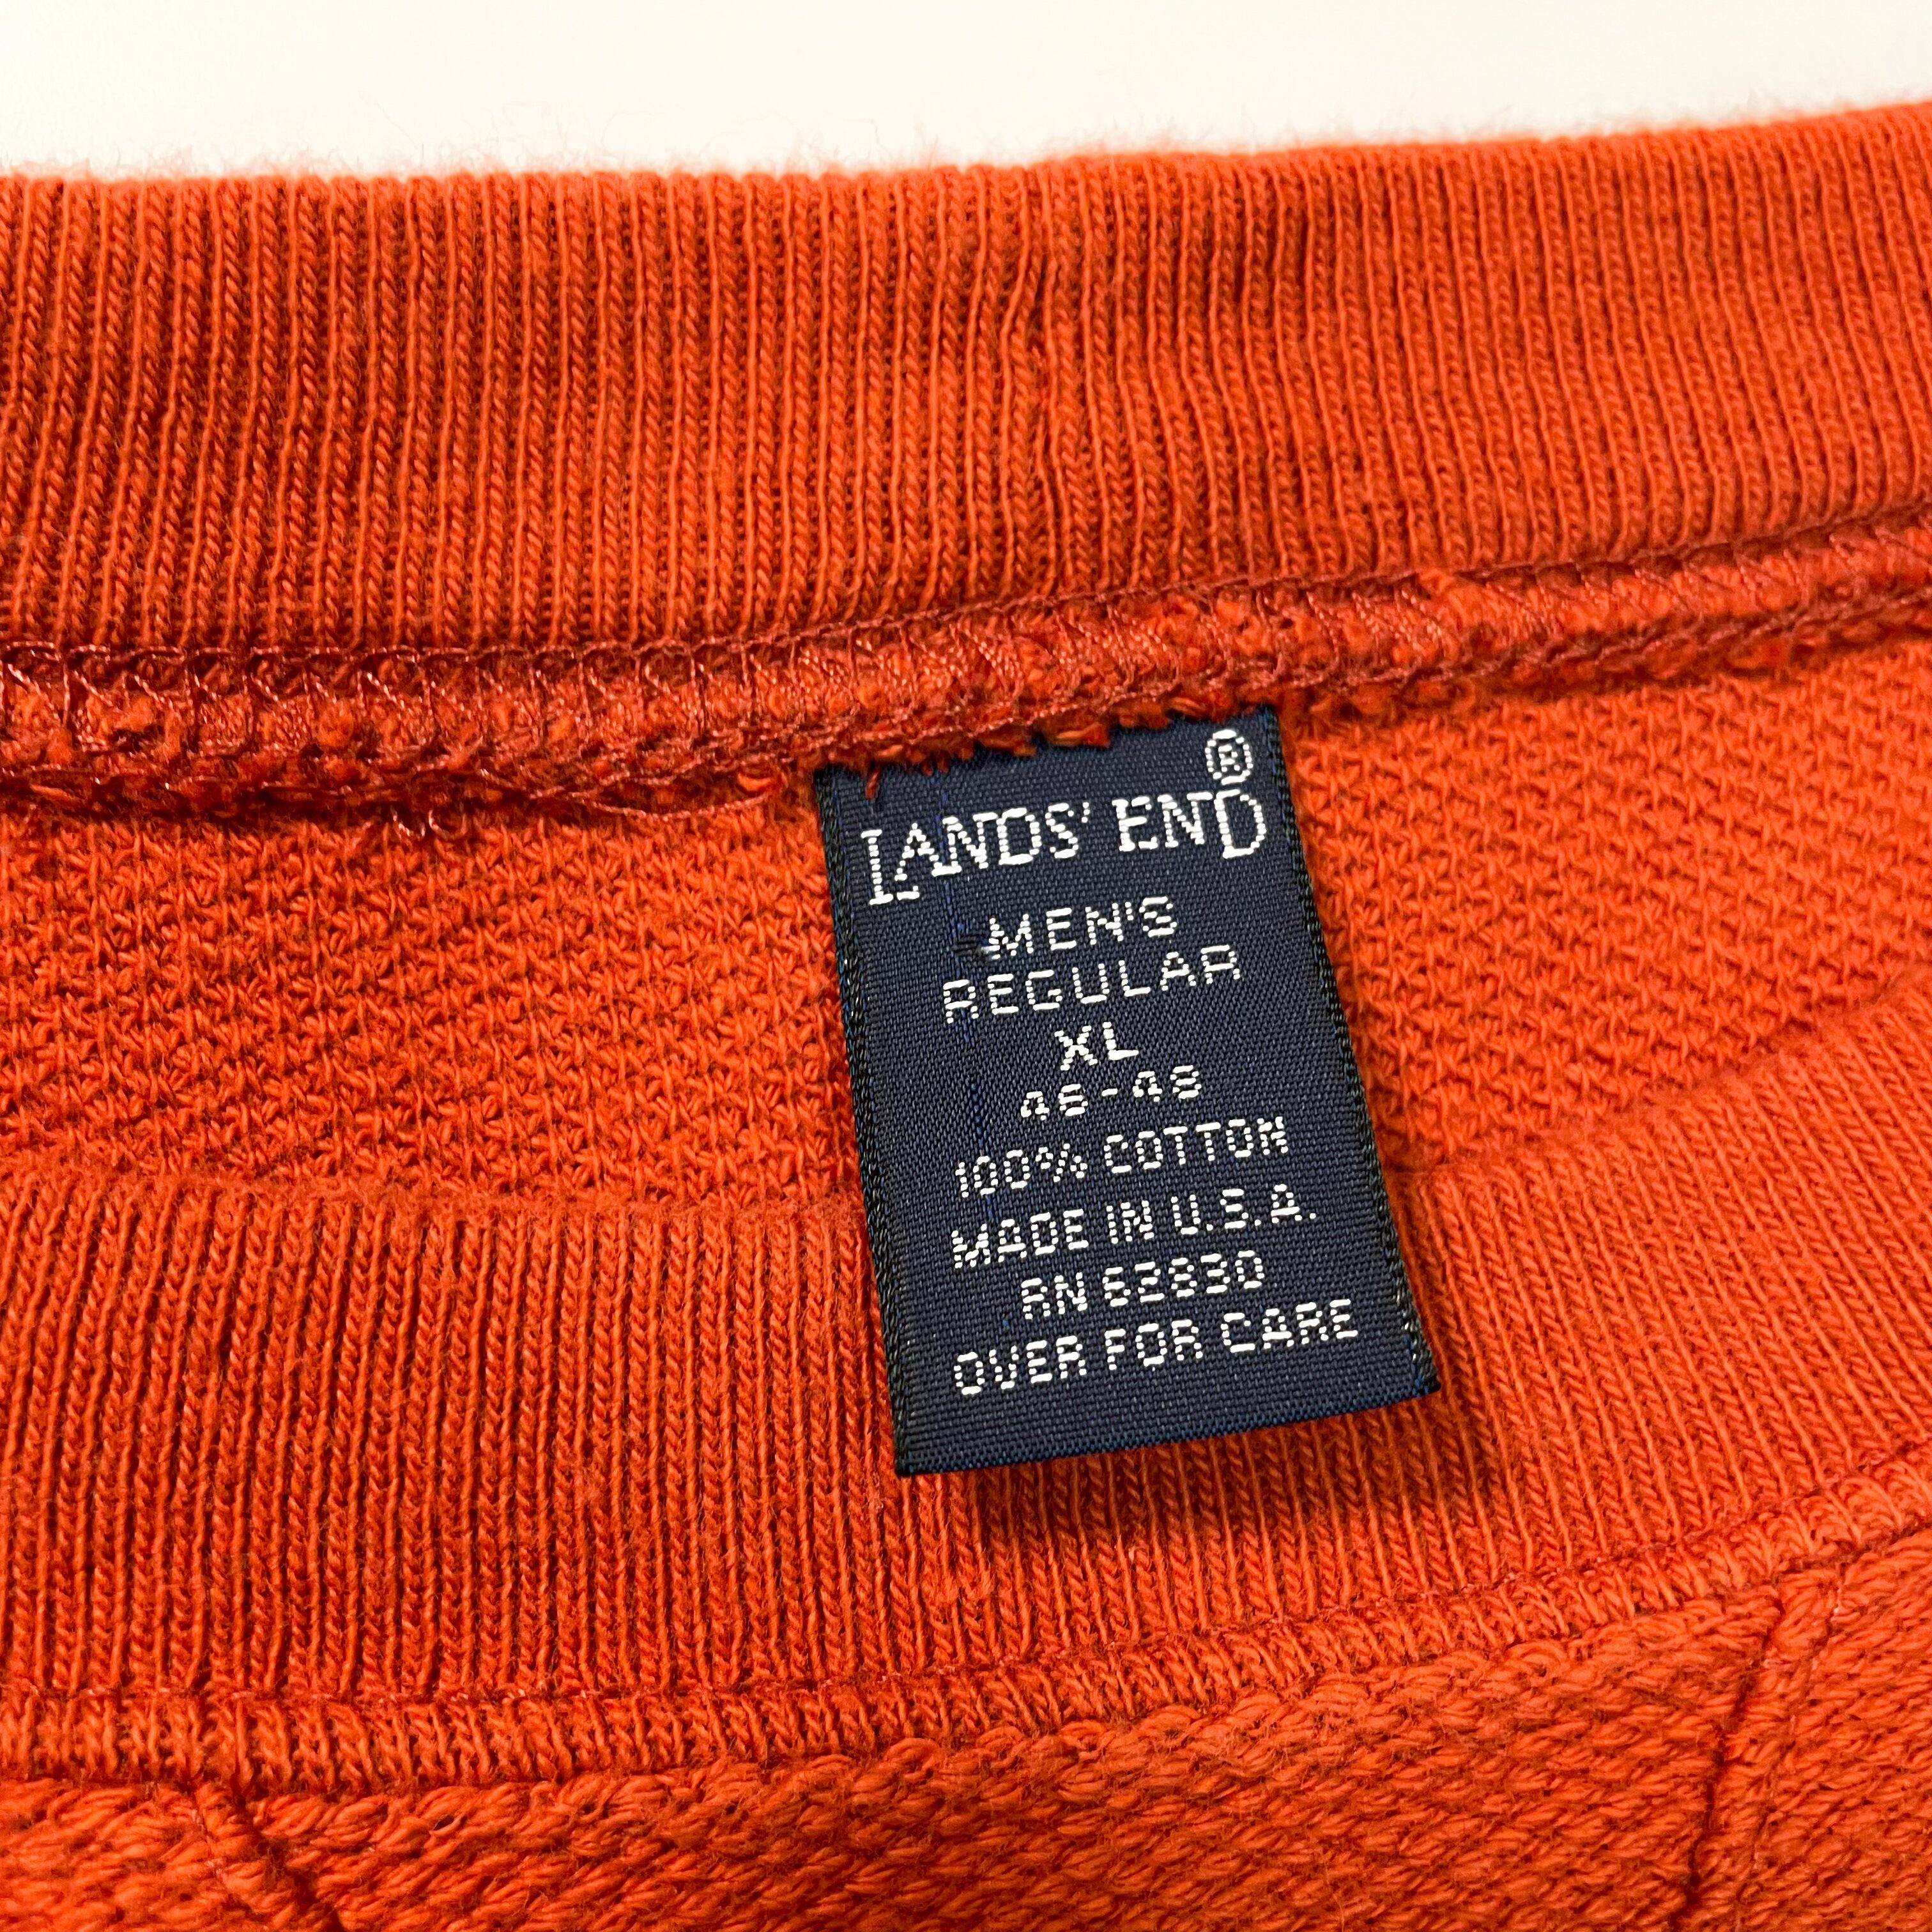 LANDS' END®
MEN'S
REGULAR
XL
46-48
100% COTTON
MADE IN U.S.A.
RN 62830
OVER FOR CARE